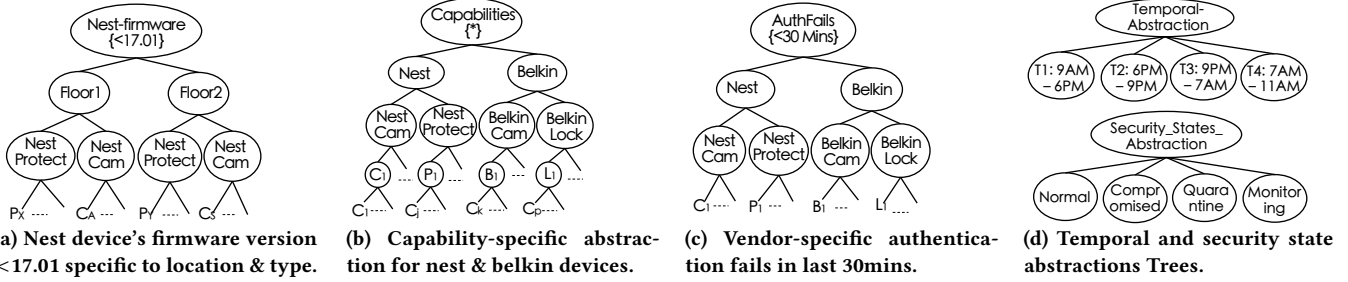 Nest-firmware
{<17.01}
Floor1
Floor2
Nest
Protect
Nest
Cam
Nest
Protect
Nest
Cam
PX ----
CA ---
PY ----
CS ---
a) Nest device's firmware version
<17.01 specific to location & type.
Capabilities
{*}
Nest
Belkin
Nest
Cam
Nest
Protect
Belkin
Cam
Belkin
Lock
C1 ----
P1 ----
B1 ----
L1 ----
C1----
Cj ----
Ck ----
Cp----
(b) Capability-specific abstrac-
tion for nest & belkin devices.
AuthFails
{<30 Mins}
Nest
Belkin
Nest
Cam
Nest
Protect
Belkin
Cam
Belkin
Lock
C1----
P1 ----
B1 ----
L1 ----
(c) Vendor-specific authentica-
tion fails in last 30mins.
Temporal-
Abstraction
T1: 9AM
– 6PM
T2: 6PM
– 9PM
T3: 9PM
– 7AM
T4: 7AM
– 11AM
Security_States_
Abstraction
Normal
Compr
omised
Quara
ntine
Monitor
ing
(d) Temporal and security state
abstractions Trees.